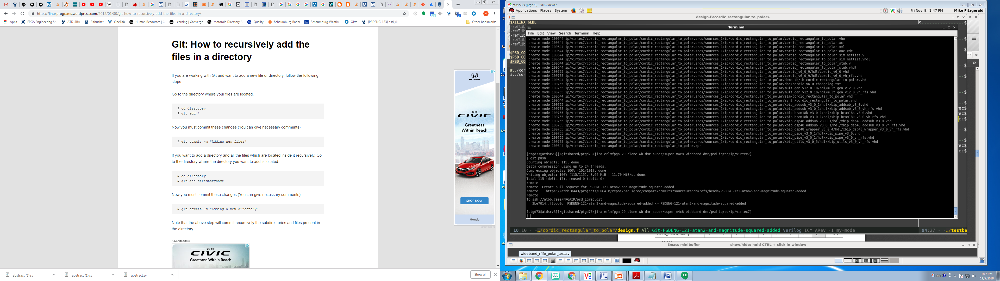 https://linuxprograms.wordpress.com/2012/01/30/git-how-to-recursively-add-the-files-in-a-directory/
Apps
FPGA Engineering Sp
ATD JIRA
Bitbucket
OneTab
Human Resources | C
Learning | Converge
Motorola Directory S
Quality
Schaumburg Radar
Schaumburg Weathe
Okta
[PSDENG-133] psd_c
Other bookmarks
Git: How to recursively add the
files in a directory
If you are working with Git and want to add a new file or directory, follow the following
steps
Go to the directory where your files are located.
$ cd directory
$ git add *
Now you must commit these changes (You can give necessary comments)
$ git commit -m "Adding new files"
If you want to add a directory and all the files which are located inside it recursively, Go
to the directory where the directory you want to add is located.
$ cd directory
$ git add directoryname
Now you must commit these changes (You can give necessary comments)
$ git commit -m "Adding a new directory"
Note that the above step will commit recursively the subdirectories and files present in
the directory.
Advertisements
2018
CIVIC
Greatness Within Reach
HONDA
2018
CIVIC
Greatness
Within Reach
SHOP NOW
Honda
abstract (2).sv
abstract (1).sv
abstract.sv
Show all
atdsrv3:5 (ptgd73) - VNC Viewer
Applications Places System
Fri Nov 9, 1:47 PM
Mike Fitzgerald
design.f<cordic_rectangular_to_polar>
$XILINX_GLBL
-reflib
-reflib
-reflib
-reflib
-reflib
$PSD_CO
$PSD_CO
$PSD_CO
#../cor
#../cor
Terminal
File Edit View Search Terminal Help
create mode 100644 ip/virtex7/cordic_rectangular_to_polar/cordic_rectangular_to_polar.srcs/sources_1/ip/cordic_rectangular_to_polar/cordic_rectangular_to_polar.vho
create mode 100644 ip/virtex7/cordic_rectangular_to_polar/cordic_rectangular_to_polar.srcs/sources_1/ip/cordic_rectangular_to_polar/cordic_rectangular_to_polar.xci
create mode 100644 ip/virtex7/cordic_rectangular_to_polar/cordic_rectangular_to_polar.srcs/sources_1/ip/cordic_rectangular_to_polar/cordic_rectangular_to_polar.xml
create mode 100644 ip/virtex7/cordic_rectangular_to_polar/cordic_rectangular_to_polar.srcs/sources_1/ip/cordic_rectangular_to_polar/cordic_rectangular_to_polar_ooc.xdc
create mode 100644 ip/virtex7/cordic_rectangular_to_polar/cordic_rectangular_to_polar.srcs/sources_1/ip/cordic_rectangular_to_polar/cordic_rectangular_to_polar_sim_netlist.v
create mode 100644 ip/virtex7/cordic_rectangular_to_polar/cordic_rectangular_to_polar.srcs/sources_1/ip/cordic_rectangular_to_polar/cordic_rectangular_to_polar_sim_netlist.vhdl
create mode 100644 ip/virtex7/cordic_rectangular_to_polar/cordic_rectangular_to_polar.srcs/sources_1/ip/cordic_rectangular_to_polar/cordic_rectangular_to_polar_stub.v
create mode 100644 ip/virtex7/cordic_rectangular_to_polar/cordic_rectangular_to_polar.srcs/sources_1/ip/cordic_rectangular_to_polar/cordic_rectangular_to_polar_stub.vhdl
create mode 100755 ip/virtex7/cordic_rectangular_to_polar/cordic_rectangular_to_polar.srcs/sources_1/ip/cordic_rectangular_to_polar/cordic_v6_0_9/hdl/cordic_v6_0.vhd
create mode 100755 ip/virtex7/cordic_rectangular_to_polar/cordic_rectangular_to_polar.srcs/sources_1/ip/cordic_rectangular_to_polar/cordic_v6_0_9/hdl/cordic_v6_0_vh_rfs.vhd
create mode 100644 ip/virtex7/cordic_rectangular_to_polar/cordic_rectangular_to_polar.srcs/sources_1/ip/cordic_rectangular_to_polar/demo_tb/tb_cordic_rectangular_to_polar.vhd
create mode 100755 ip/virtex7/cordic_rectangular_to_polar/cordic_rectangular_to_polar.srcs/sources_1/ip/cordic_rectangular_to_polar/doc/cordic_v6_0_changelog.txt
create mode 100755 ip/virtex7/cordic_rectangular_to_polar/cordic_rectangular_to_polar.srcs/sources_1/ip/cordic_rectangular_to_polar/mult_gen_v12_0_10/hdl/mult_gen_v12_0.vhd
create mode 100755 ip/virtex7/cordic_rectangular_to_polar/cordic_rectangular_to_polar.srcs/sources_1/ip/cordic_rectangular_to_polar/mult_gen_v12_0_10/hdl/mult_gen_v12_0_vh_rfs.vhd
create mode 100644 ip/virtex7/cordic_rectangular_to_polar/cordic_rectangular_to_polar.srcs/sources_1/ip/cordic_rectangular_to_polar/sim/cordic_rectangular_to_polar.vhd
create mode 100644 ip/virtex7/cordic_rectangular_to_polar/cordic_rectangular_to_polar.srcs/sources_1/ip/cordic_rectangular_to_polar/synth/cordic_rectangular_to_polar.vhd
create mode 100755 ip/virtex7/cordic_rectangular_to_polar/cordic_rectangular_to_polar.srcs/sources_1/ip/cordic_rectangular_to_polar/xbip_addsub_v3_0_1/hdl/xbip_addsub_v3_0.vhd
create mode 100755 ip/virtex7/cordic_rectangular_to_polar/cordic_rectangular_to_polar.srcs/sources_1/ip/cordic_rectangular_to_polar/xbip_addsub_v3_0_1/hdl/xbip_addsub_v3_0_vh_rfs.vhd
create mode 100755 ip/virtex7/cordic_rectangular_to_polar/cordic_rectangular_to_polar.srcs/sources_1/ip/cordic_rectangular_to_polar/xbip_bram18k_v3_0_1/hdl/xbip_bram18k_v3_0.vhd
create mode 100755 ip/virtex7/cordic_rectangular_to_polar/cordic_rectangular_to_polar.srcs/sources_1/ip/cordic_rectangular_to_polar/xbip_bram18k_v3_0_1/hdl/xbip_bram18k_v3_0_vh_rfs.vhd
create mode 100755 ip/virtex7/cordic_rectangular_to_polar/cordic_rectangular_to_polar.srcs/sources_1/ip/cordic_rectangular_to_polar/xbip_dsp48_addsub_v3_0_1/hdl/xbip_dsp48_addsub_v3_0.vhd
create mode 100755 ip/virtex7/cordic_rectangular_to_polar/cordic_rectangular_to_polar.srcs/sources_1/ip/cordic_rectangular_to_polar/xbip_dsp48_addsub_v3_0_1/hdl/xbip_dsp48_addsub_v3_0_vh_rfs.vhd
create mode 100755 ip/virtex7/cordic_rectangular_to_polar/cordic_rectangular_to_polar.srcs/sources_1/ip/cordic_rectangular_to_polar/xbip_dsp48_wrapper_v3_0_4/hdl/xbip_dsp48_wrapper_v3_0_vh_rfs.vhd
create mode 100755 ip/virtex7/cordic_rectangular_to_polar/cordic_rectangular_to_polar.srcs/sources_1/ip/cordic_rectangular_to_polar/xbip_pipe_v3_0_1/hdl/xbip_pipe_v3_0.vhd
create mode 100755 ip/virtex7/cordic_rectangular_to_polar/cordic_rectangular_to_polar.srcs/sources_1/ip/cordic_rectangular_to_polar/xbip_pipe_v3_0_1/hdl/xbip_pipe_v3_0_vh_rfs.vhd
create mode 100755 ip/virtex7/cordic_rectangular_to_polar/cordic_rectangular_to_polar.srcs/sources_1/ip/cordic_rectangular_to_polar/xbip_utils_v3_0_5/hdl/xbip_utils_v3_0_vh_rfs.vhd
create mode 100644 ip/virtex7/cordic_rectangular_to_polar/cordic_rectangular_to_polar.xpr
[ptgd73@atdsrv3][/gitshared/ptgd73/jira_erlmfpga_29_clone_wb_dmr_super/super_m4c8_wideband_dmr/psd_iqrec/ip/virtex7]
$ git push
Counting objects: 115, done.
Delta compression using up to 24 threads.
Compressing objects: 100% (101/101), done.
Writing objects: 100% (115/115), 8.64 MiB | 11.70 MiB/s, done.
Total 115 (delta 17), reused 0 (delta 0)
remote:
remote: Create pull request for PSDENG-121-atan2-and-magnitude-squared-added:
remote:   https://atbb:8443/projects/FPGAIP/repos/psd_iqrec/compare/commits?sourceBranch=refs/heads/PSDENG-121-atan2-and-magnitude-squared-added
remote:
To ssh://atbb:7999/FPGAIP/psd_iqrec.git
2be7014..f3bbb2d  PSDENG-121-atan2-and-magnitude-squared-added -> PSDENG-121-atan2-and-magnitude-squared-added
[ptgd73@atdsrv3][/gitshared/ptgd73/jira_erlmfpga_29_clone_wb_dmr_super/super_m4c8_wideband_dmr/psd_iqrec/ip/virtex7]
$
10:10 - -…/cordic_rectangular_to_polar/design.f All Git-PSDENG-121-atan2-and-magnitude-squared-added Verilog ICY ARev -1 my-mode
94:27 - -…/testbe
Emacs minibuffer
show/hide: hold CTRL + click in window
wideband_rfifo_polar_test.sv
1:47 PM
11/9/2018